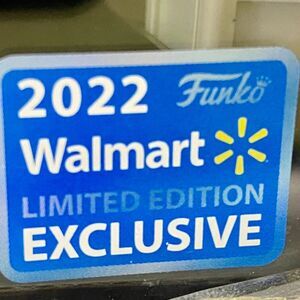 2022 Funko
Walmart
LIMITED EDITION
EXCLUSIVE